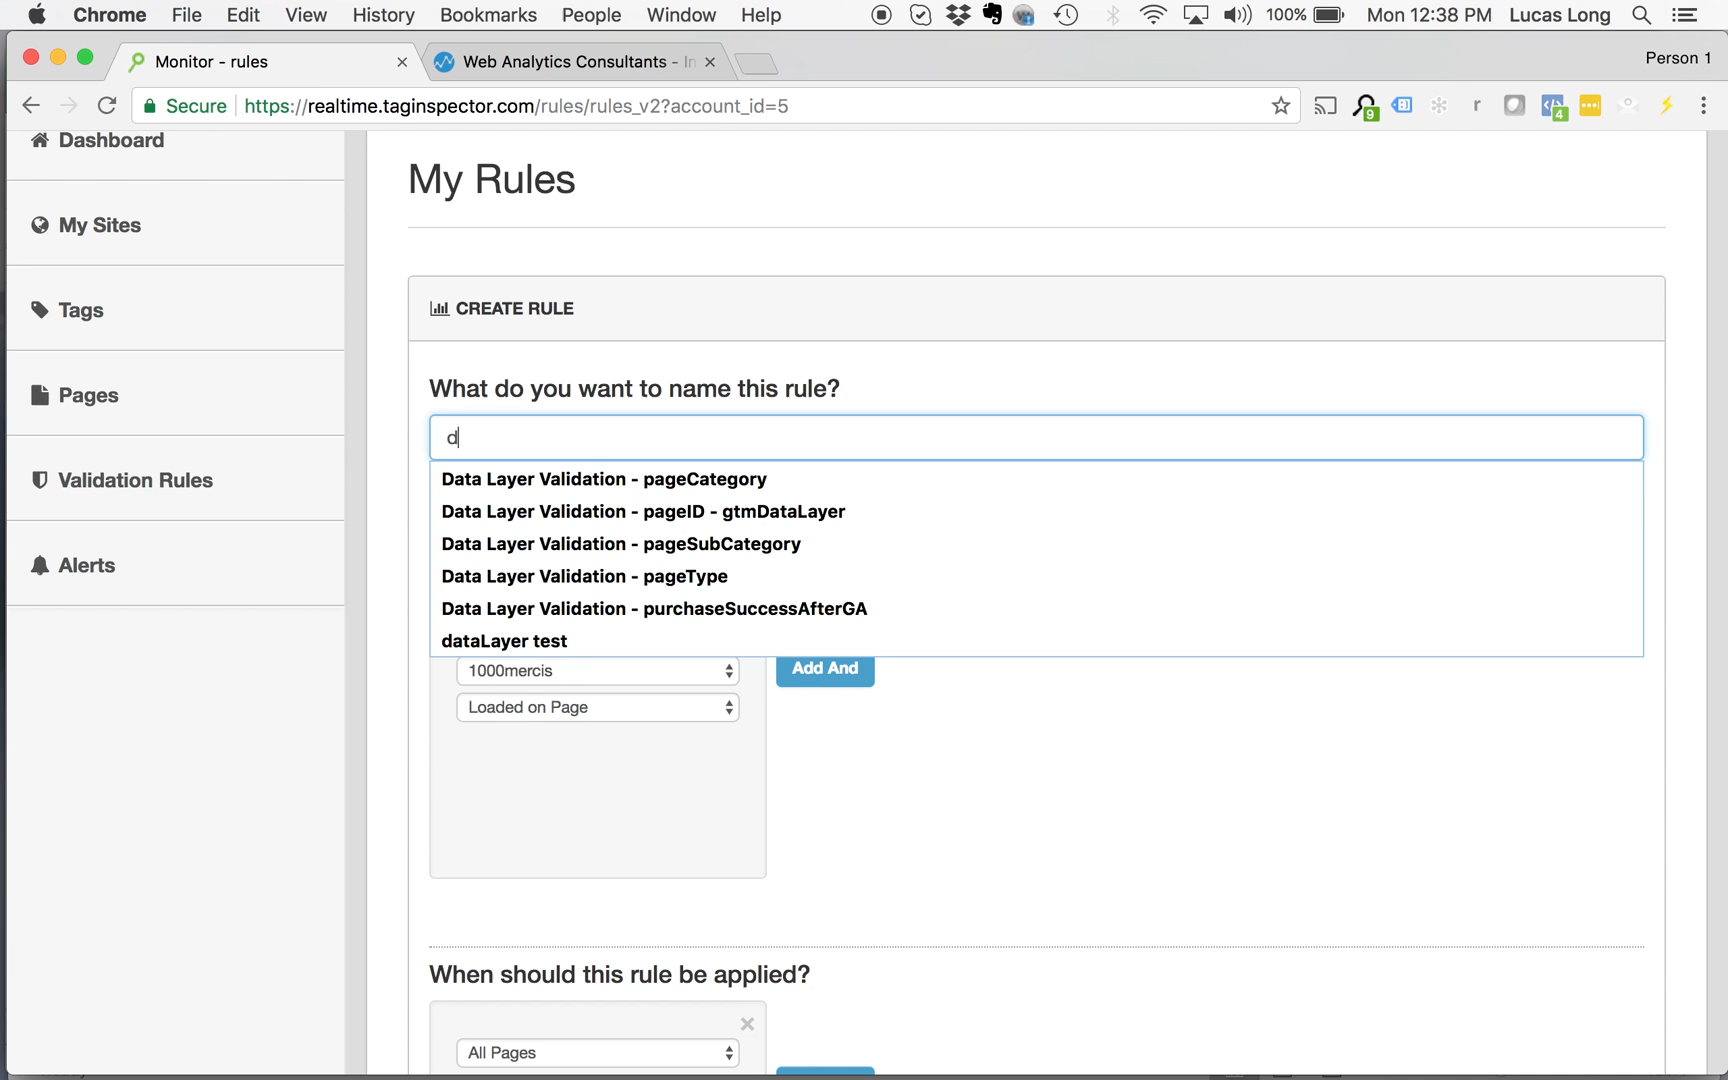 Chrome File Edit View History Bookmarks People Window Help 100% Mon 12:38 PM Lucas Long
Monitor - rules Web Analytics Consultants - In Person 1
Secure https://realtime.taginspector.com/rules/rules_v2?account_id=5 9 r 4
Dashboard
My Sites
Tags
Pages
Validation Rules
Alerts
My Rules
CREATE RULE
What do you want to name this rule?
d
Data Layer Validation - pageCategory
Data Layer Validation - pageID - gtmDataLayer
Data Layer Validation - pageSubCategory
Data Layer Validation - pageType
Data Layer Validation - purchaseSuccessAfterGA
dataLayer test
1000mercis Add And
Loaded on Page
When should this rule be applied?
All Pages